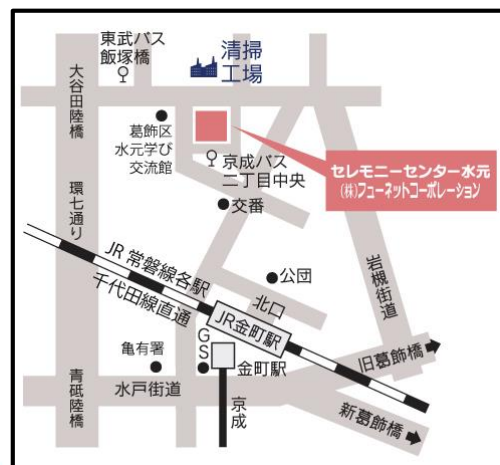 東武バス
飯塚橋
清掃
工場
大谷田陸橋
葛飾区
水元学び
交流館
京成バス
二丁目中央
セレモニーセンター水元
(株)フューネットコーポレーション
交番
環七通り
JR 常磐線各駅
千代田線直通
公団
北口
JR金町駅
岩槻街道
旧葛飾橋
亀有署
GS
金町駅
水戸街道
青砥陸橋
京成
新葛飾橋